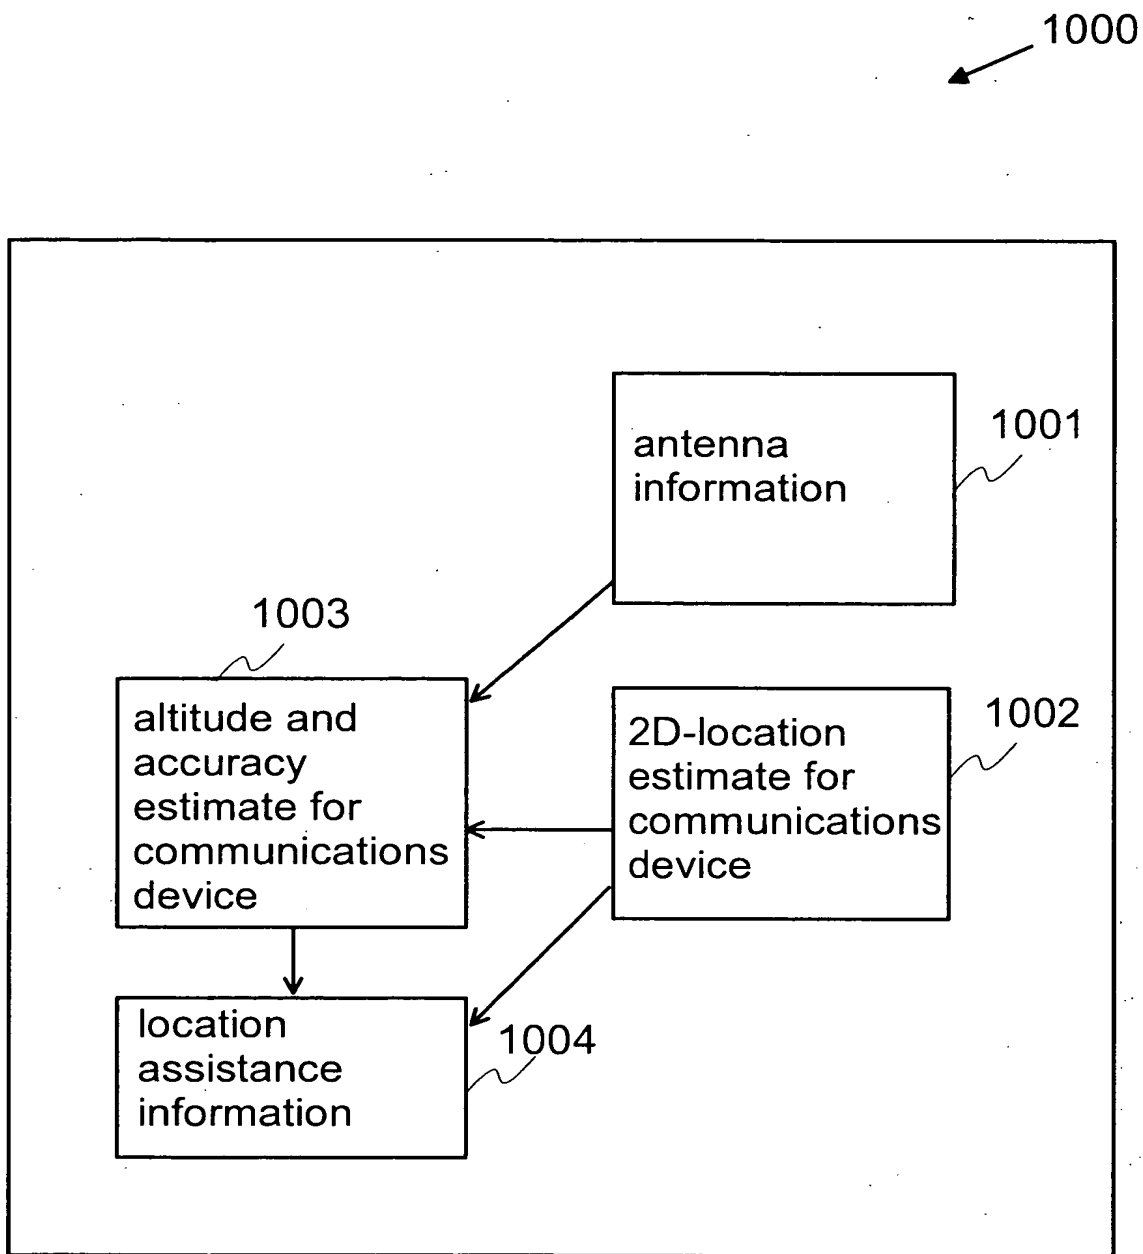 1000
antenna
information
1001
1003
altitude and
accuracy
estimate for
communications
device
2D-location
estimate for
communications
device
1002
location
assistance
information
1004